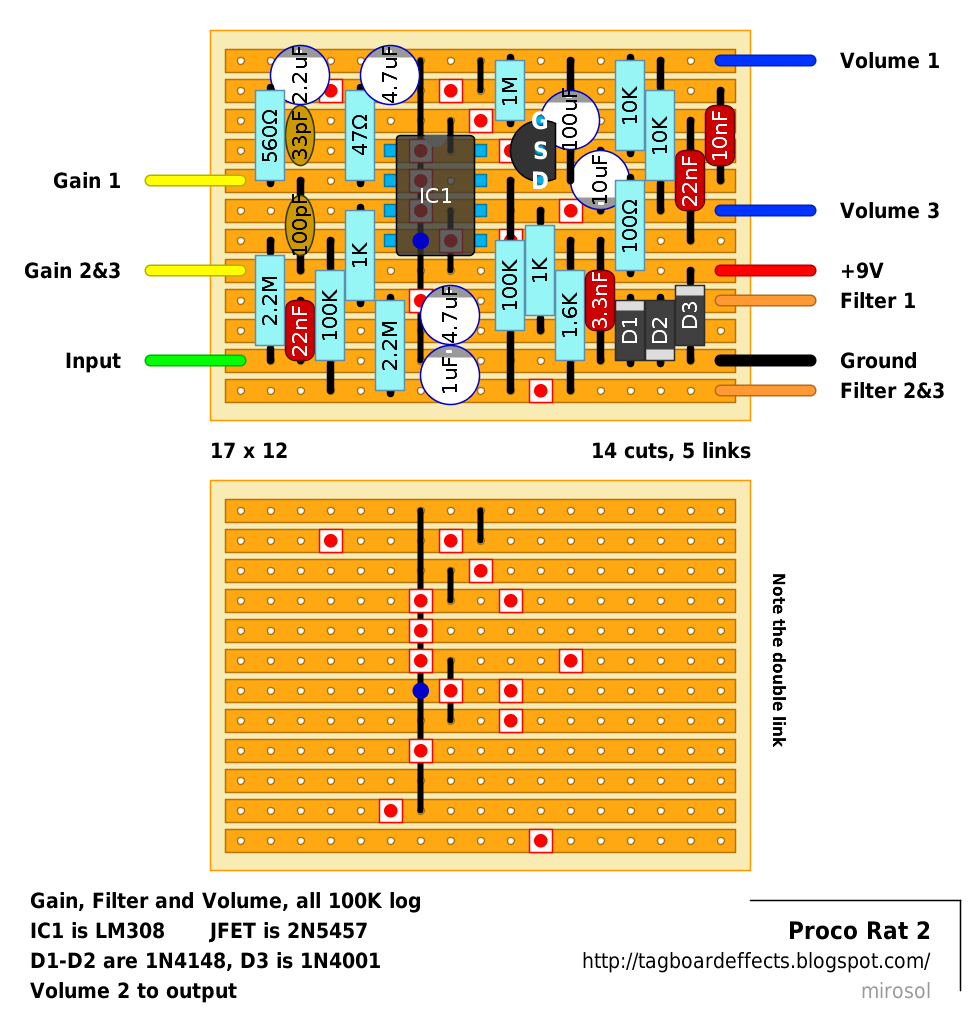 2.2uF
4.7uF
Volume 1
560Ω
33pF
47Ω
1M
100uF
10K
10K
10nF
G
S
D
10uF
22nF
Gain 1
IC1
100pF
1K
100Ω
Volume 3
Gain 2&3
2.2M
100K
100K
1K
1.6K
3.3nF
+9V
Filter 1
22nF
2.2M
4.7uF
D1
D2
D3
Input
1uF
Ground
Filter 2&3
17 x 12
14 cuts, 5 links
Note the double link
Gain, Filter and Volume, all 100K log
IC1 is LM308 JFET is 2N5457
D1-D2 are 1N4148, D3 is 1N4001
Volume 2 to output
Proco Rat 2
http://tagboardeffects.blogspot.com/
mirosol